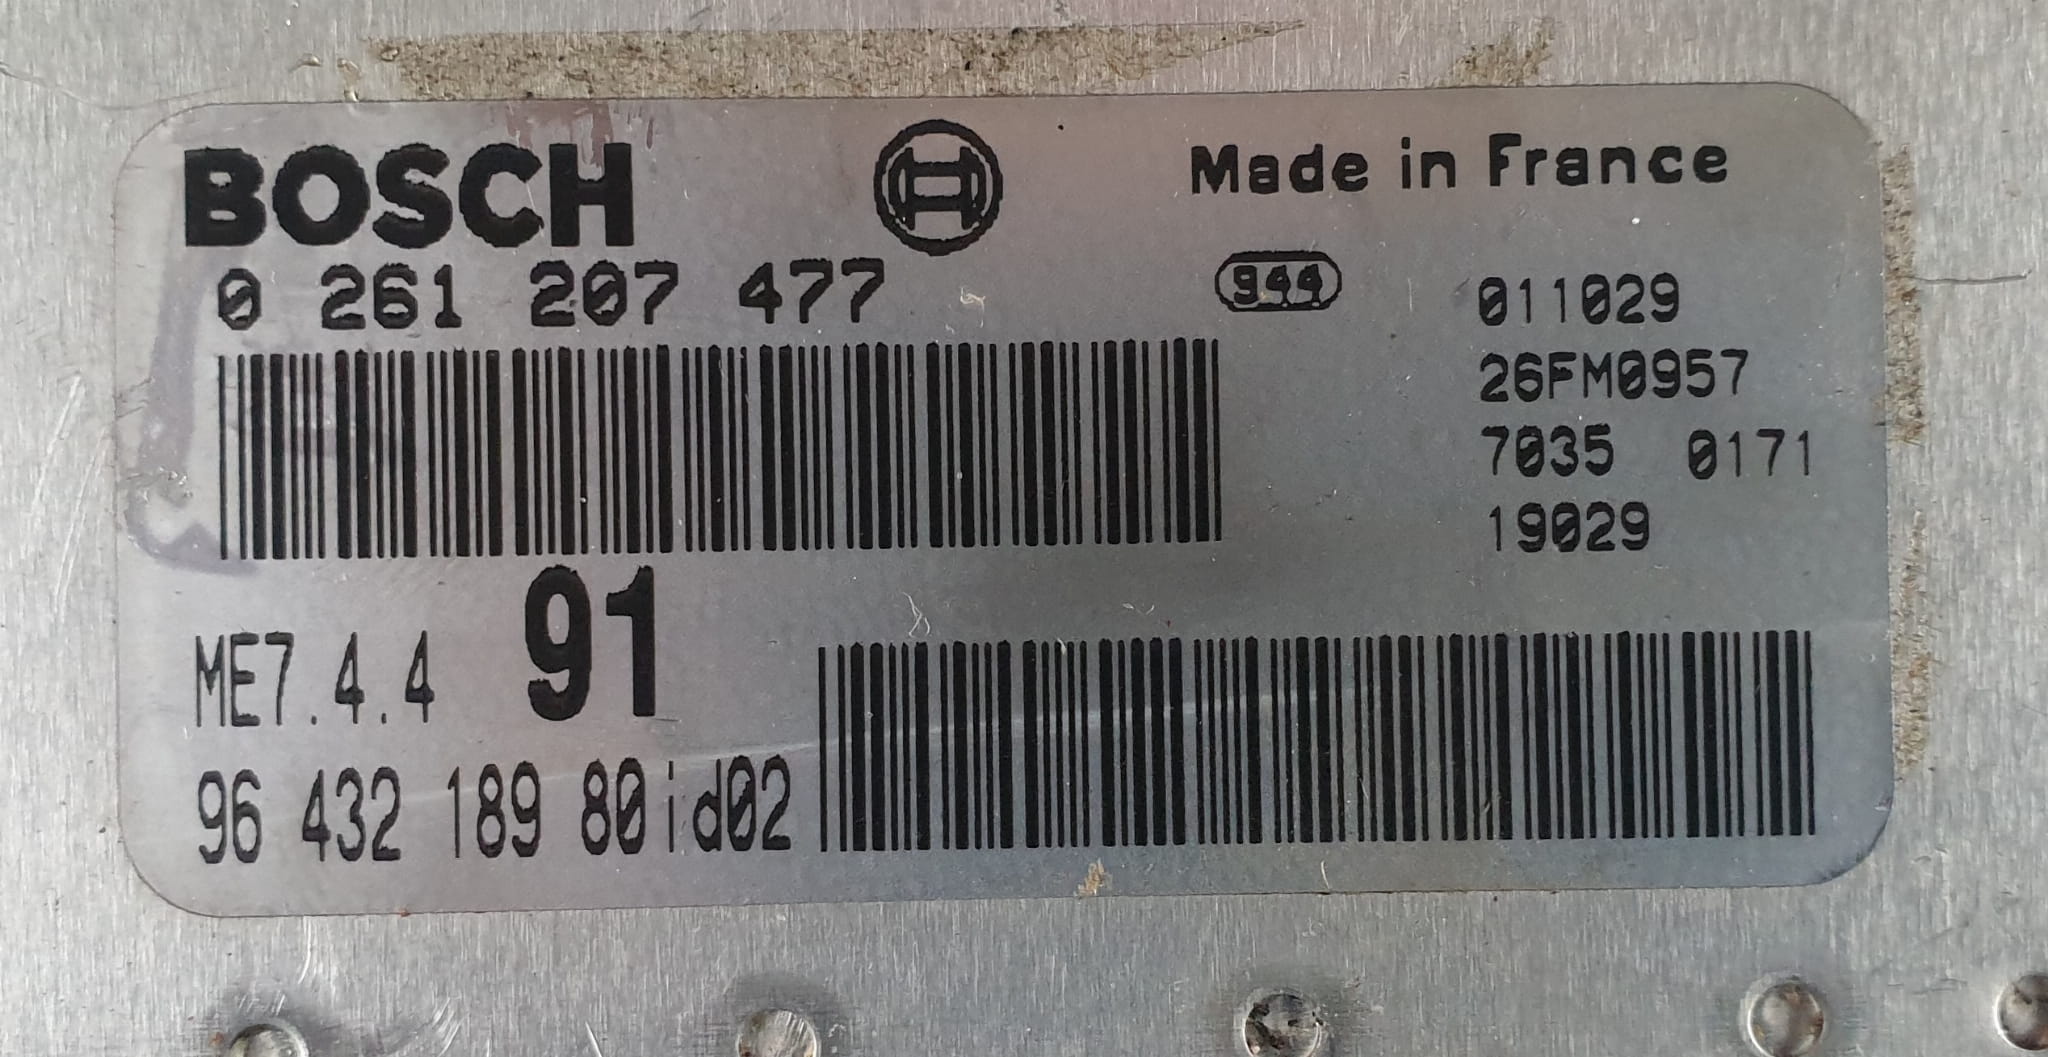 BOSCH
Made in France
0 261 207 477
944
011029
26FM0957
7035 0171
19029
ME7.4.4 91
96 432 189 80id02